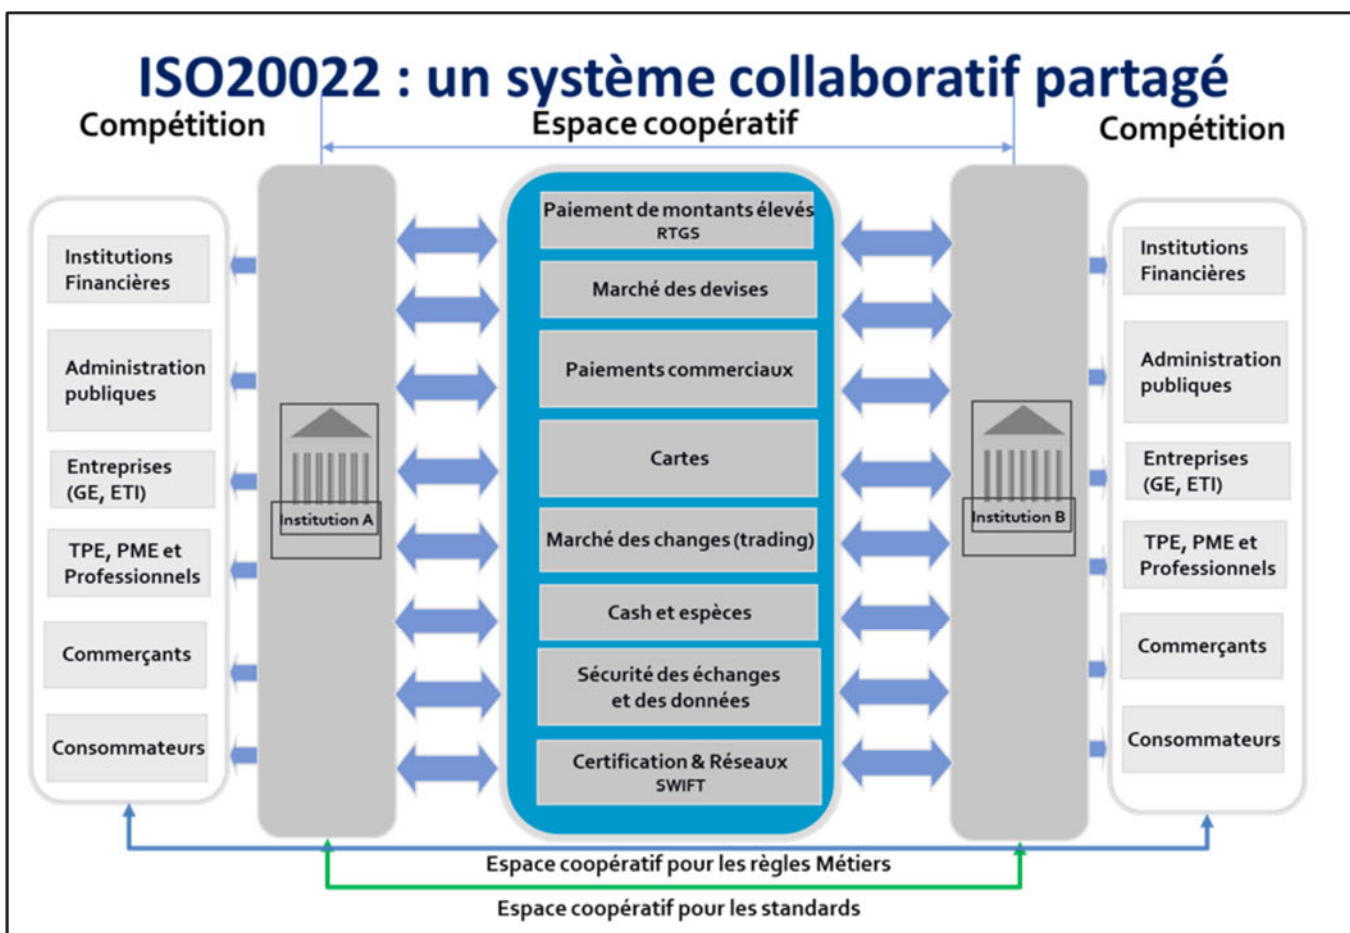 ISO20022 : un système collaboratif partagé
Compétition
Espace coopératif
Compétition
Institutions
Financières
Administration
publiques
Entreprises
(GE, ETI)
TPE, PME et
Professionnels
Commerçants
Consommateurs
Institution A
Paiement de montants élevés
RTGS
Marché des devises
Paiements commerciaux
Cartes
Marché des changes (trading)
Cash et espèces
Sécurité des échanges
et des données
Certification & Réseaux
SWIFT
Institution B
Institutions
Financières
Administration
publiques
Entreprises
(GE, ETI)
TPE, PME et
Professionnels
Commerçants
Consommateurs
Espace coopératif pour les règles Métiers
Espace coopératif pour les standards